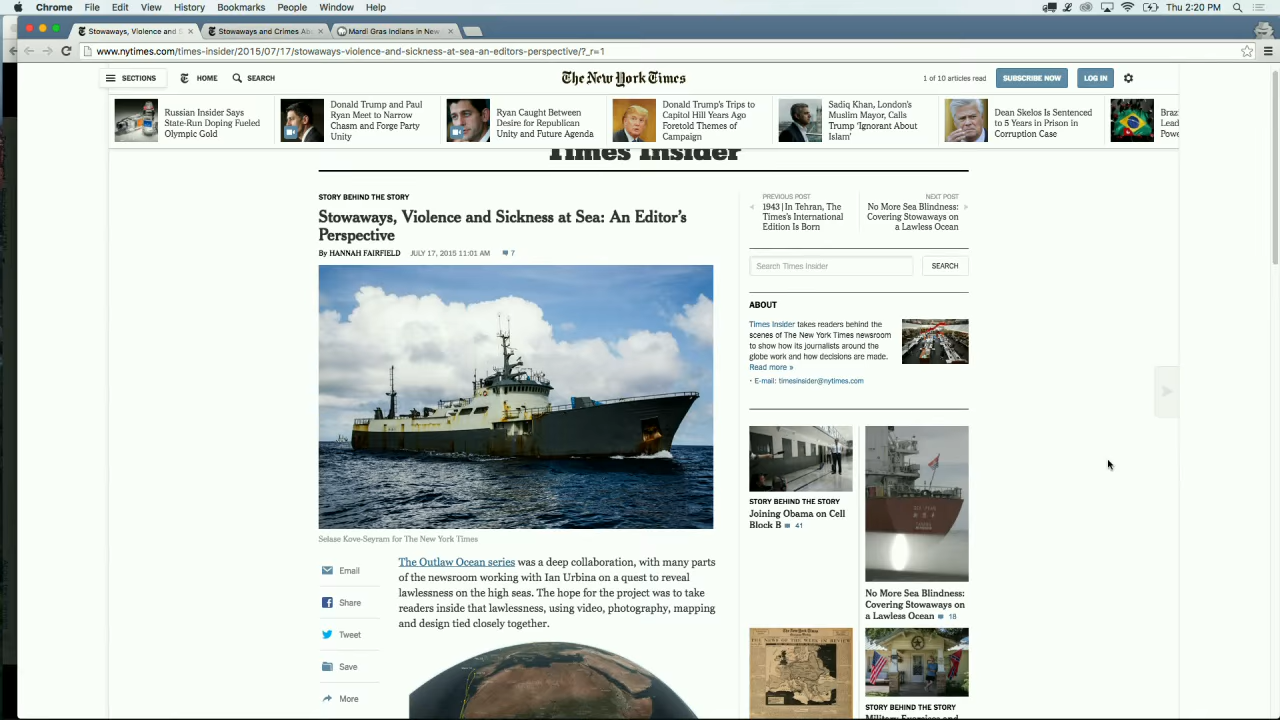 Chrome File Edit View History Bookmarks People Window Help
Thu 2:20 PM
Stowaways, Violence and S
Stowaways and Crimes Ab
Mardi Gras Indians in New
www.nytimes.com/times-insider/2015/07/17/stowaways-violence-and-sickness-at-sea-an-editors-perspective/?_r=1
SECTIONS
HOME
SEARCH
The New York Times
1 of 10 articles read
SUBSCRIBE NOW
LOG IN
Russian Insider Says
State-Run Doping Fueled
Olympic Gold
Donald Trump and Paul
Ryan Meet to Narrow
Chasm and Forge Party
Unity
Ryan Caught Between
Desire for Republican
Unity and Future Agenda
Donald Trump's Trips to
Capitol Hill Years Ago
Foretold Themes of
Campaign
Sadiq Khan, London's
Muslim Mayor, Calls
Trump 'Ignorant About
Islam'
Dean Skelos Is Sentenced
to 5 Years in Prison in
Corruption Case
Braz
Lead
Powe
Times Insider
STORY BEHIND THE STORY
Stowaways, Violence and Sickness at Sea: An Editor's
Perspective
By HANNAH FAIRFIELD JULY 17, 2015 11:01 AM 7
Selase Kove-Seyram for The New York Times
Email
Share
Tweet
Save
More
The Outlaw Ocean series was a deep collaboration, with many parts
of the newsroom working with Ian Urbina on a quest to reveal
lawlessness on the high seas. The hope for the project was to take
readers inside that lawlessness, using video, photography, mapping
and design tied closely together.
PREVIOUS POST
1943 | In Tehran, The
Times's International
Edition Is Born
NEXT POST
No More Sea Blindness:
Covering Stowaways on
a Lawless Ocean
Search Times Insider
SEARCH
ABOUT
Times Insider takes readers behind the
scenes of The New York Times newsroom
to show how its journalists around the
globe work and how decisions are made.
Read more »
• E-mail: timesinsider@nytimes.com
STORY BEHIND THE STORY
Joining Obama on Cell
Block B 41
No More Sea Blindness:
Covering Stowaways on
a Lawless Ocean 18
STORY BEHIND THE STORY
Military Exercises and